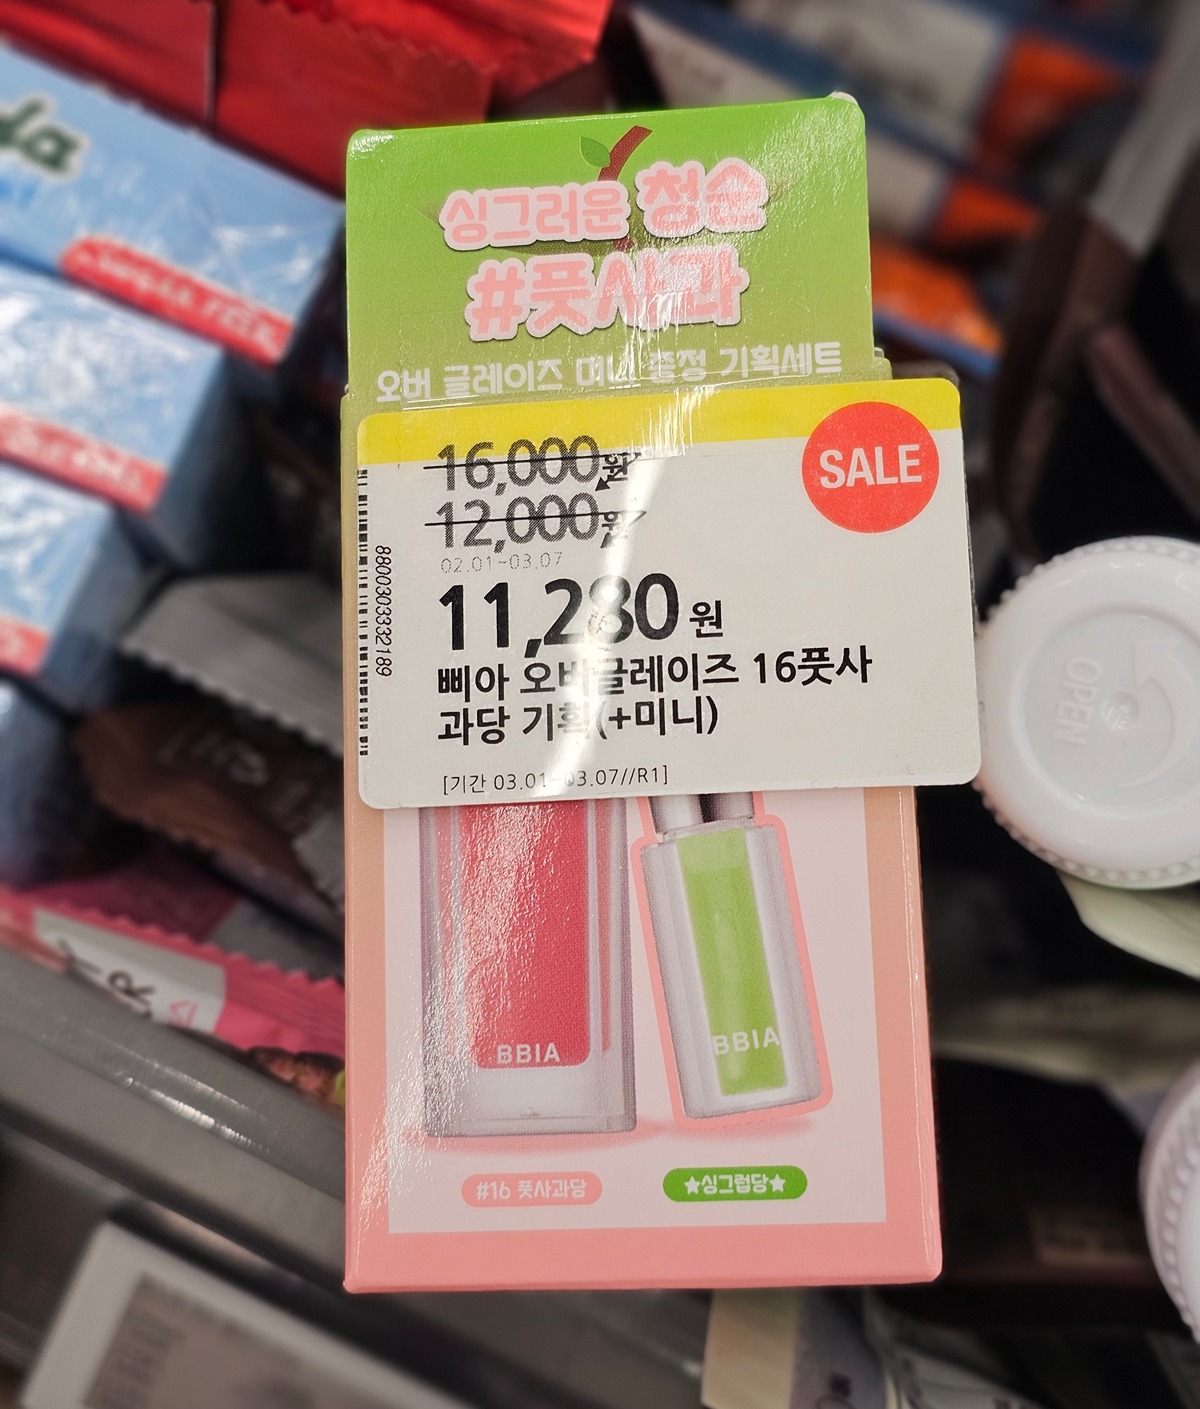 싱그러운 청순
#풋사과
오버 글레이즈 미니 증정 기획세트
16,000원
12,000원
SALE
02.01~03.07
11,280 원
삐아 오버글레이즈 16풋사
과당 기획(+미니)
[기간 03.01~03.07//R1]
8800303332189
BBIA
BBIA
#16 풋사과당
★싱그럽당★
OPEN